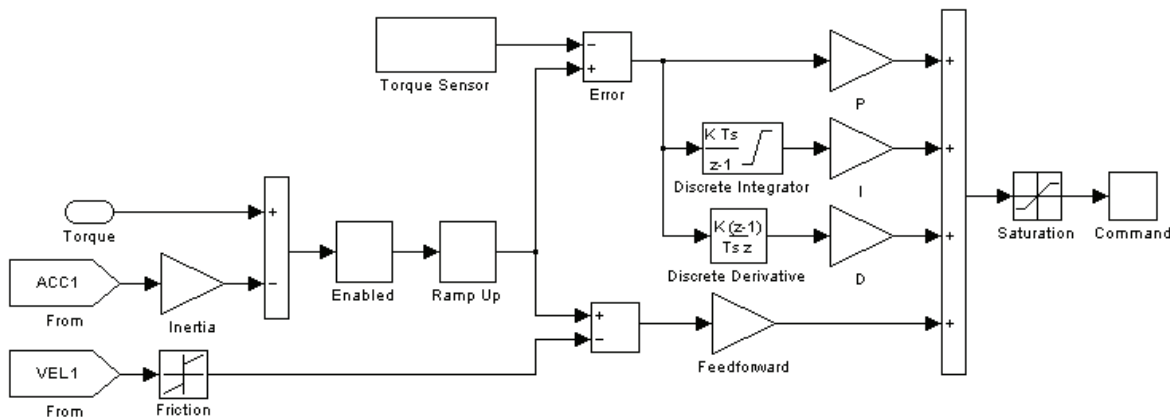 Torque Sensor
−
+
Error
P
+
K Ts
z-1
Discrete Integrator
I
+
K (z-1)
Ts z
Discrete Derivative
D
+
Torque
+
ACC1
From
Inertia
−
Enabled
Ramp Up
+
−
Feedforward
+
VEL1
From
Friction
Saturation
Command